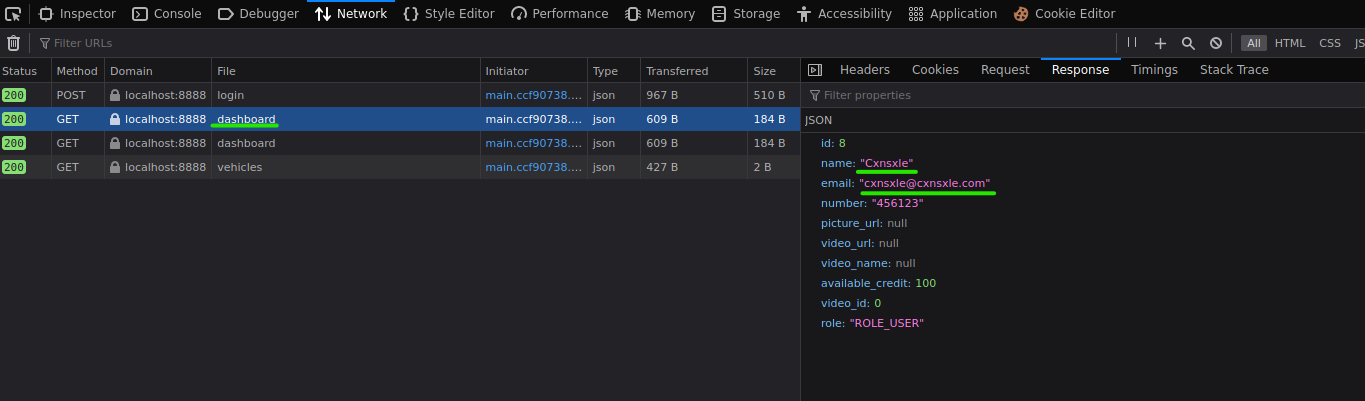 Inspector Console Debugger Network Style Editor Performance Memory Storage Accessibility Application Cookie Editor
Filter URLs All HTML CSS JS
Status Method Domain File Initiator Type Transferred Size
200 POST localhost:8888 login main.ccf90738.... json 967 B 510 B
200 GET localhost:8888 dashboard main.ccf90738.... json 609 B 184 B
200 GET localhost:8888 dashboard main.ccf90738.... json 609 B 184 B
200 GET localhost:8888 vehicles main.ccf90738.... json 427 B 2 B
Headers Cookies Request Response Timings Stack Trace
Filter properties
JSON
id: 8
name: "Cxnsxle"
email: "cxnsxle@cxnsxle.com"
number: "456123"
picture_url: null
video_url: null
video_name: null
available_credit: 100
video_id: 0
role: "ROLE_USER"